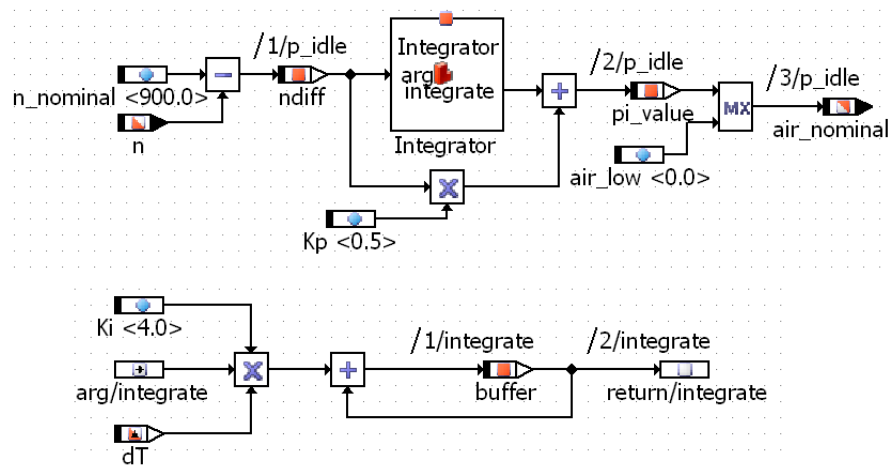 /1/p_idle
Integrator
arg
integrate
/2/p_idle
/3/p_idle
n_nominal <900.0>
ndiff
pi_value
MX
air_nominal
n
Integrator
air_low <0.0>
Kp <0.5>
Ki <4.0>
/1/integrate
/2/integrate
arg/integrate
buffer
return/integrate
dT